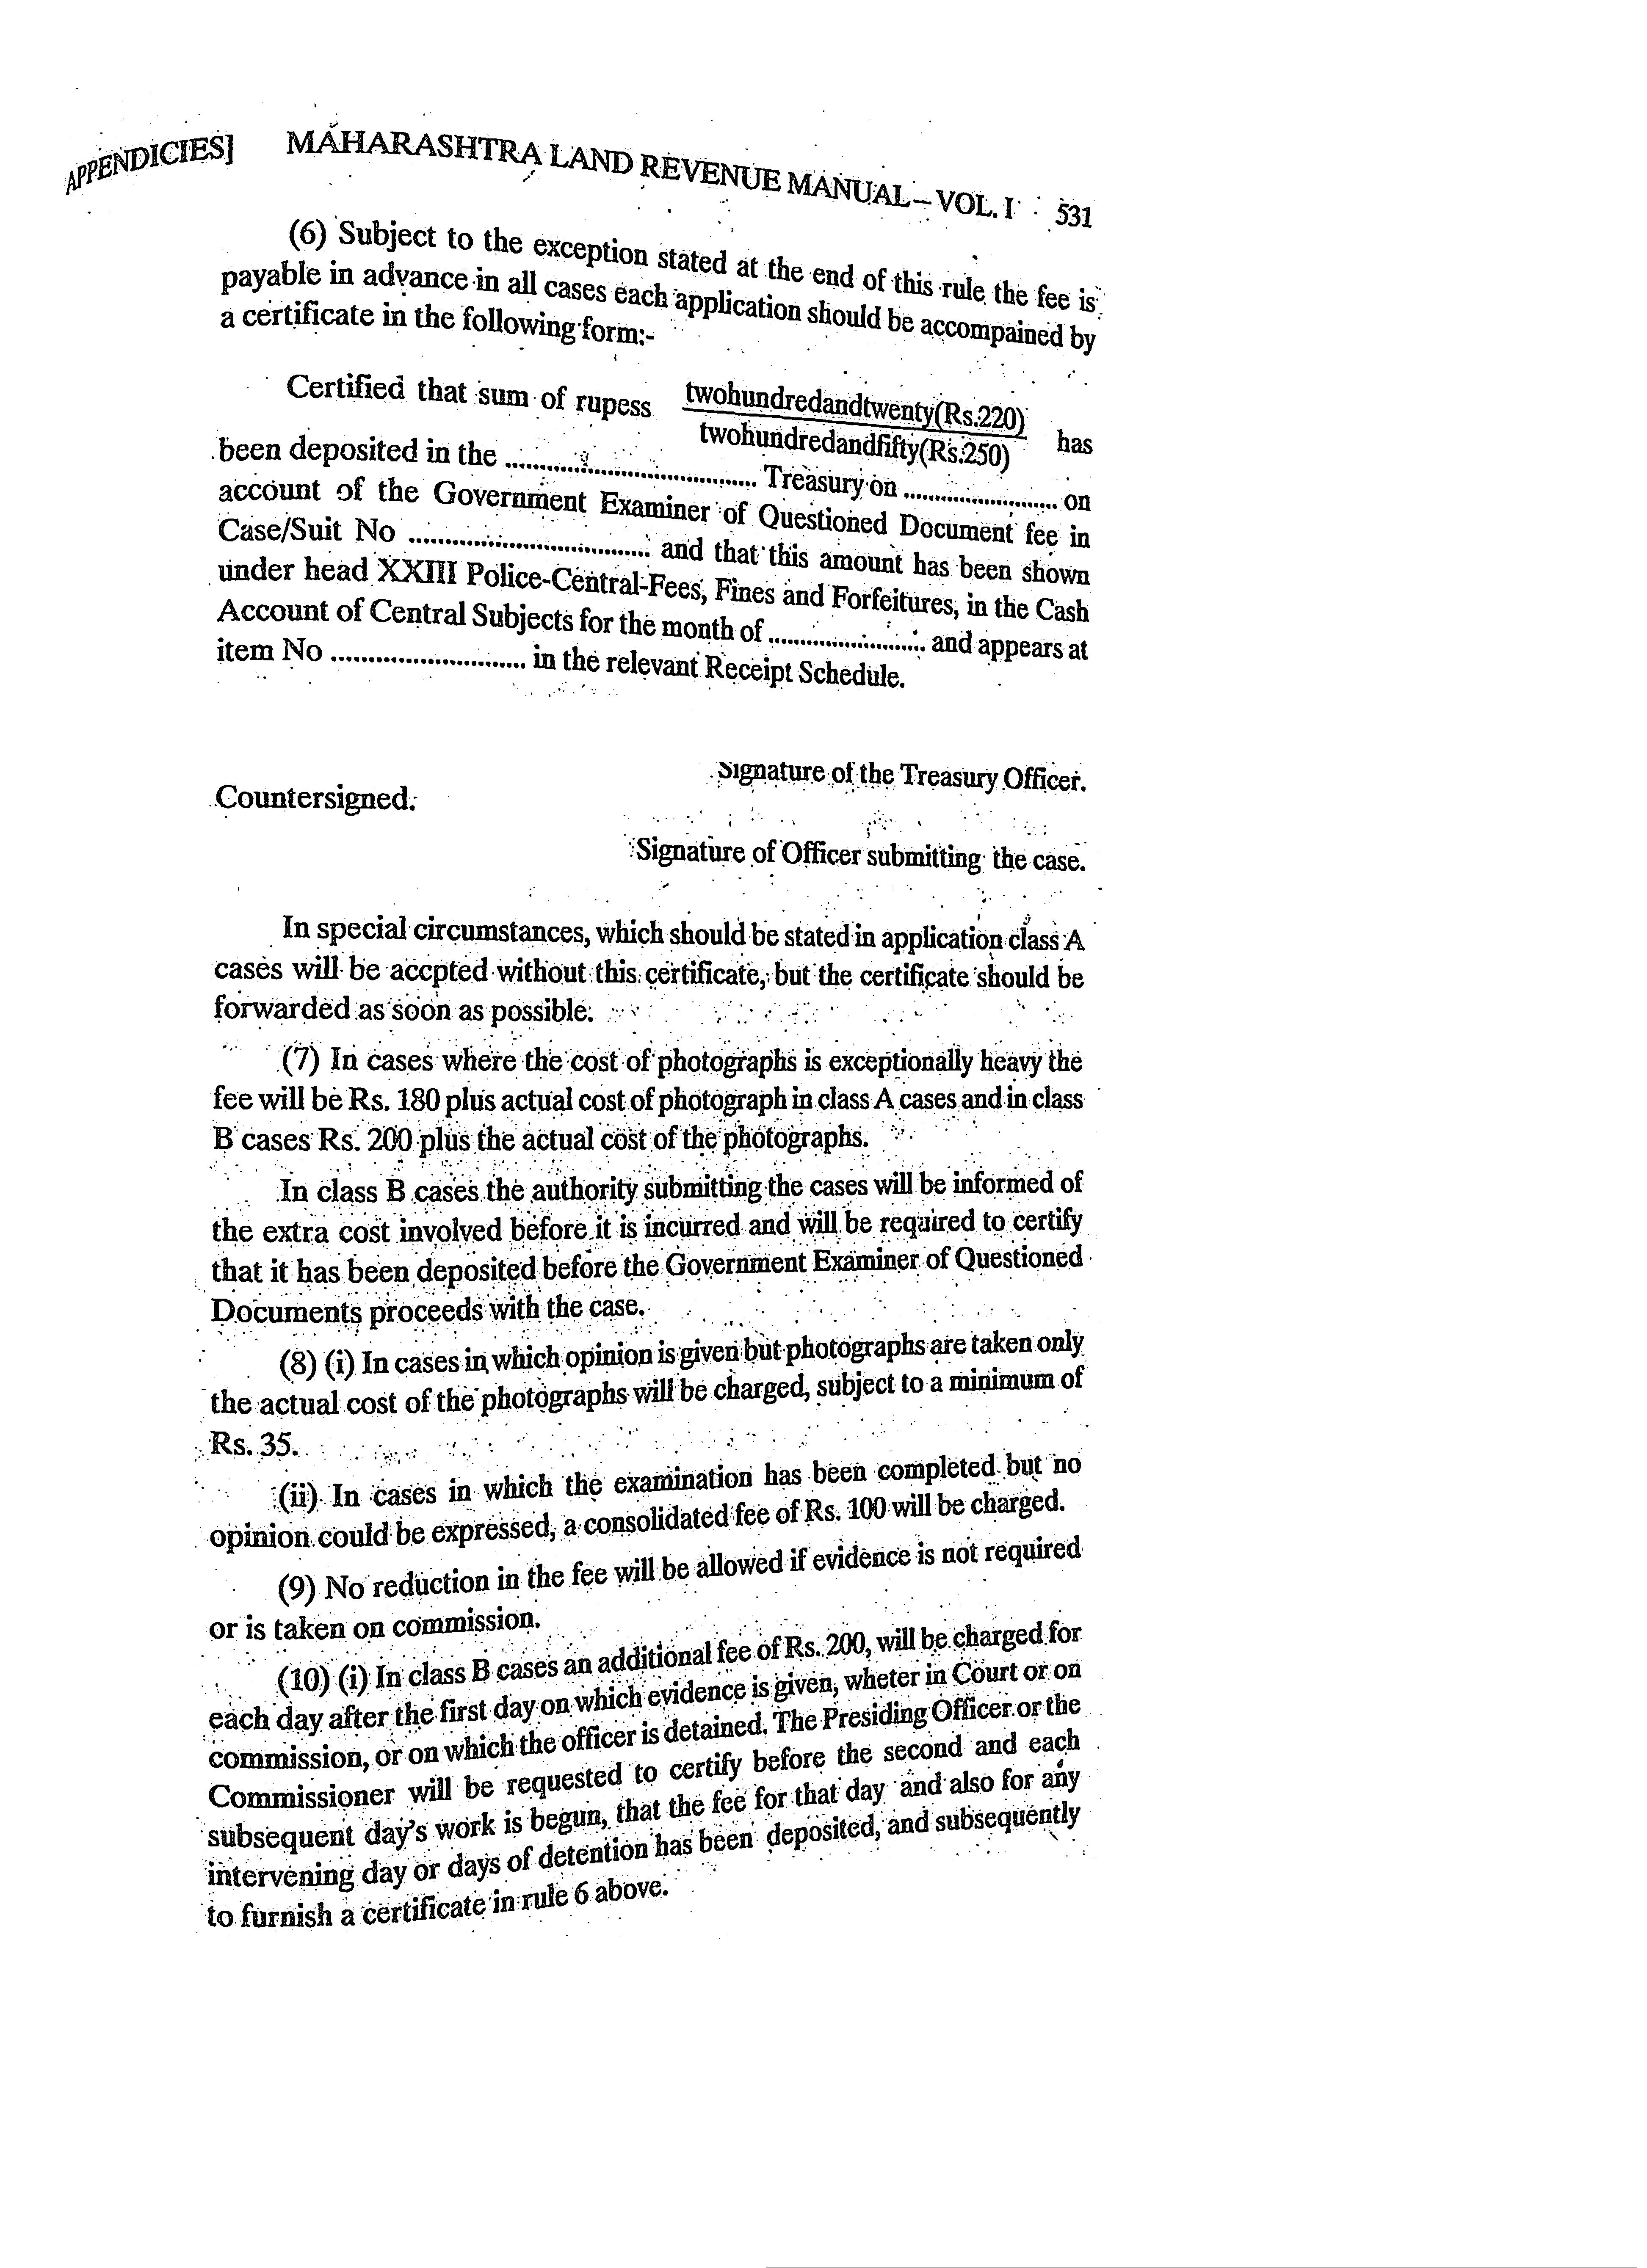 APPENDICIES] MAHARASHTRA LAND REVENUE MANUAL – VOL. I 531
(6) Subject to the exception stated at the end of this rule the fee is
payable in advance in all cases each application should be accompained by
a certificate in the following form:-
Certified that sum of rupess twohundredandtwenty(Rs.220) has
twohundredandfifty(Rs.250)
been deposited in the .................................. Treasury on ..................... on
account of the Government Examiner of Questioned Document fee in
Case/Suit No ................................ and that this amount has been shown
under head XXIII Police-Central-Fees, Fines and Forfeitures, in the Cash
Account of Central Subjects for the month of ..................... and appears at
item No .......................... in the relevant Receipt Schedule.
Signature of the Treasury Officer.
Countersigned.
Signature of Officer submitting the case.
In special circumstances, which should be stated in application class A
cases will be accpted without this certificate, but the certificate should be
forwarded as soon as possible.
(7) In cases where the cost of photographs is exceptionally heavy the
fee will be Rs. 180 plus actual cost of photograph in class A cases and in class
B cases Rs. 200 plus the actual cost of the photographs.
In class B cases the authority submitting the cases will be informed of
the extra cost involved before it is incurred and will be required to certify
that it has been deposited before the Government Examiner of Questioned
Documents proceeds with the case.
(8) (i) In cases in which opinion is given but photographs are taken only
the actual cost of the photographs will be charged, subject to a minimum of
Rs. 35.
(ii) In cases in which the examination has been completed but no
opinion could be expressed, a consolidated fee of Rs. 100 will be charged.
(9) No reduction in the fee will be allowed if evidence is not required
or is taken on commission.
(10) (i) In class B cases an additional fee of Rs. 200, will be charged for
each day after the first day on which evidence is given, wheter in Court or on
commission, or on which the officer is detained. The Presiding Officer or the
Commissioner will be requested to certify before the second and each
subsequent day's work is begun, that the fee for that day and also for any
intervening day or days of detention has been deposited, and subsequently
to furnish a certificate in rule 6 above.